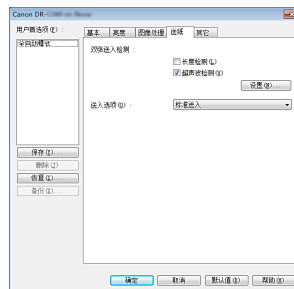 Canon DR-
用户首选项(P)：
全自动模式
保存(T)...
删除(J)
恢复(E)...
备份(G)...
基本 亮度 图像处理 送纸 其它
双张送入检测：
长度检测(L)
超声波检测(U)
设置(N)...
送入选项(Q)：
标准送入
确定 取消 默认值(D) 帮助(H)